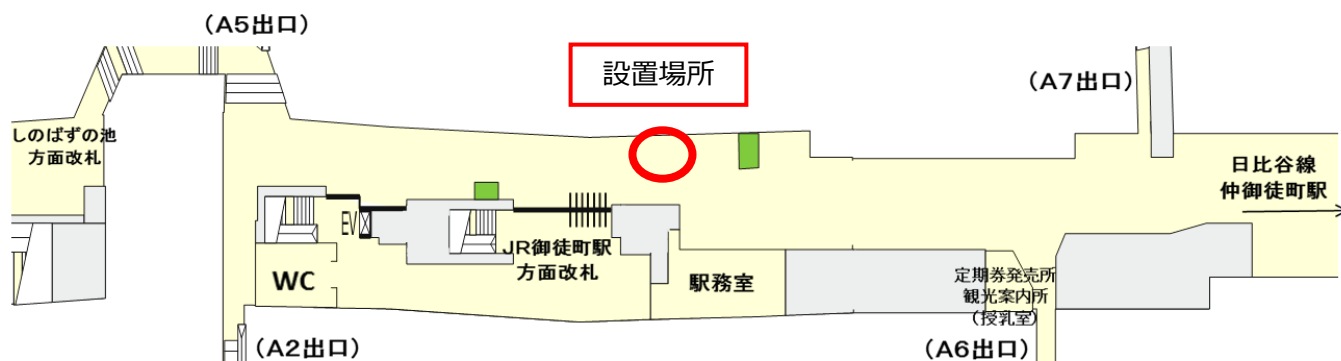 （A5出口）
設置場所
（A7出口）
しのばずの池
方面改札
日比谷線
仲御徒町駅
EV
JR御徒町駅
方面改札
WC
駅務室
定期券発売所
観光案内所
（授乳室）
（A2出口）
（A6出口）